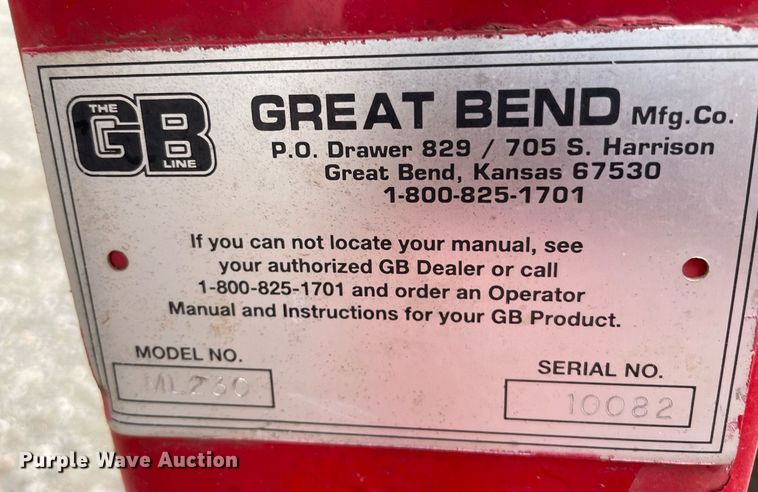 THE
GB
LINE
GREAT BEND Mfg.Co.
P.O. Drawer 829 / 705 S. Harrison
Great Bend, Kansas 67530
1-800-825-1701
If you can not locate your manual, see
your authorized GB Dealer or call
1-800-825-1701 and order an Operator
Manual and Instructions for your GB Product.
MODEL NO.
ML230
SERIAL NO.
10082
Purple Wave Auction